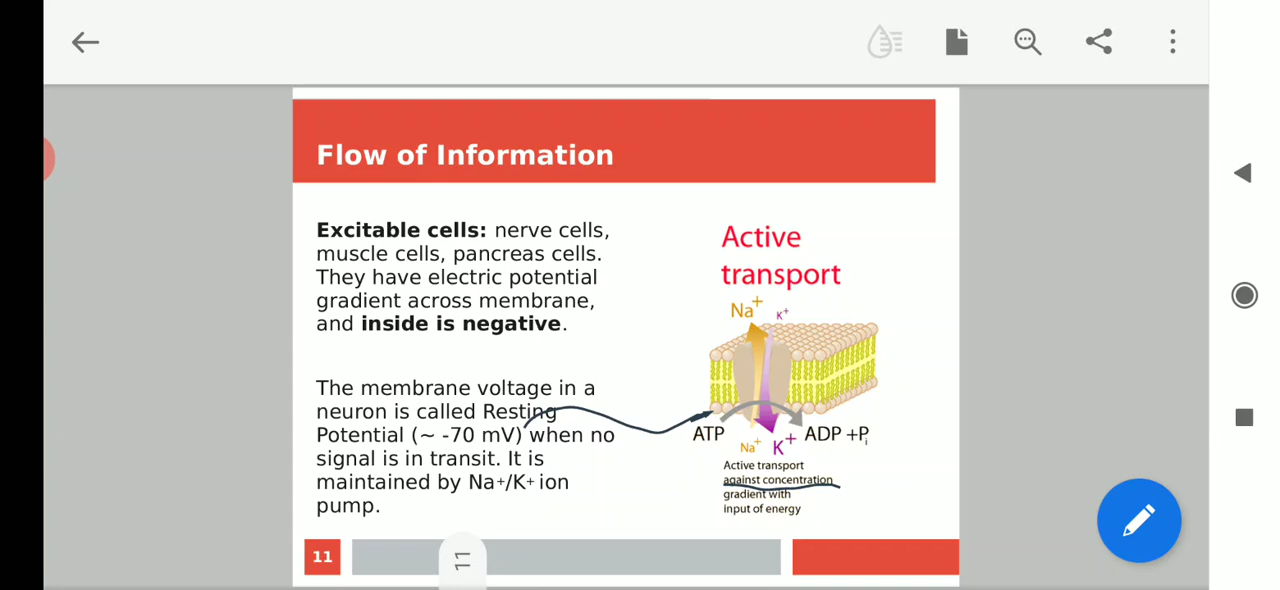 Flow of Information
Excitable cells: nerve cells,
muscle cells, pancreas cells.
They have electric potential
gradient across membrane,
and inside is negative.
The membrane voltage in a
neuron is called Resting
Potential (~ -70 mV) when no
signal is in transit. It is
maintained by Na+/K+ ion
pump.
Active
transport
Na+ K+
ATP Na+ K+ ADP +Pi
Active transport
against concentration
gradient with
input of energy
11
11